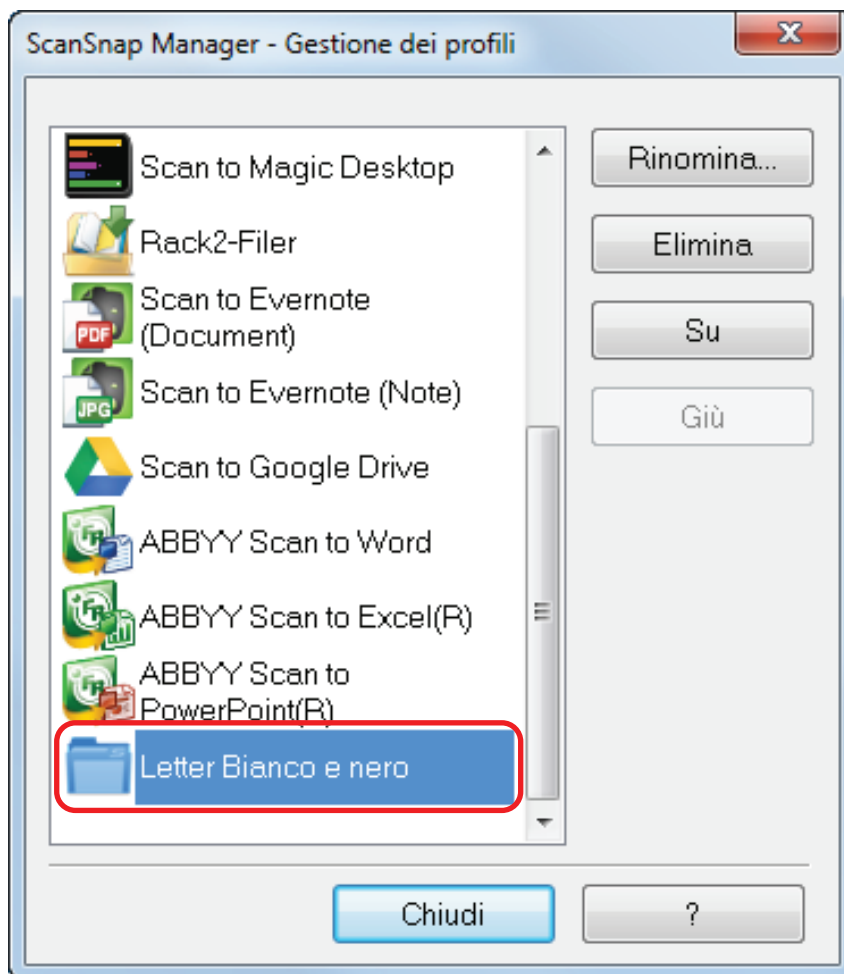 ScanSnap Manager - Gestione dei profili
Scan to Magic Desktop
Rack2-Filer
PDF
Scan to Evernote
(Document)
JPG
Scan to Evernote (Note)
Scan to Google Drive
ABBYY Scan to Word
ABBYY Scan to Excel(R)
ABBYY Scan to
PowerPoint(R)
Letter Bianco e nero
Rinomina...
Elimina
Su
Giù
Chiudi
?